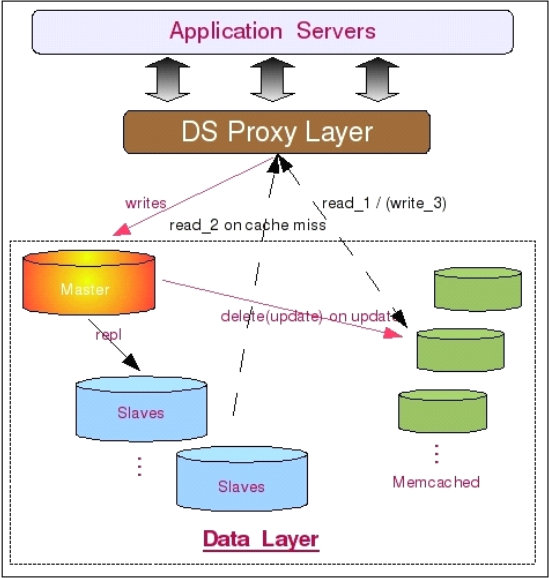 Application Servers
DS Proxy Layer
writes
read_1 / (write_3)
read_2 on cache miss
Master
delete(update) on update
repl
Slaves
Slaves
Memcached
Data Layer